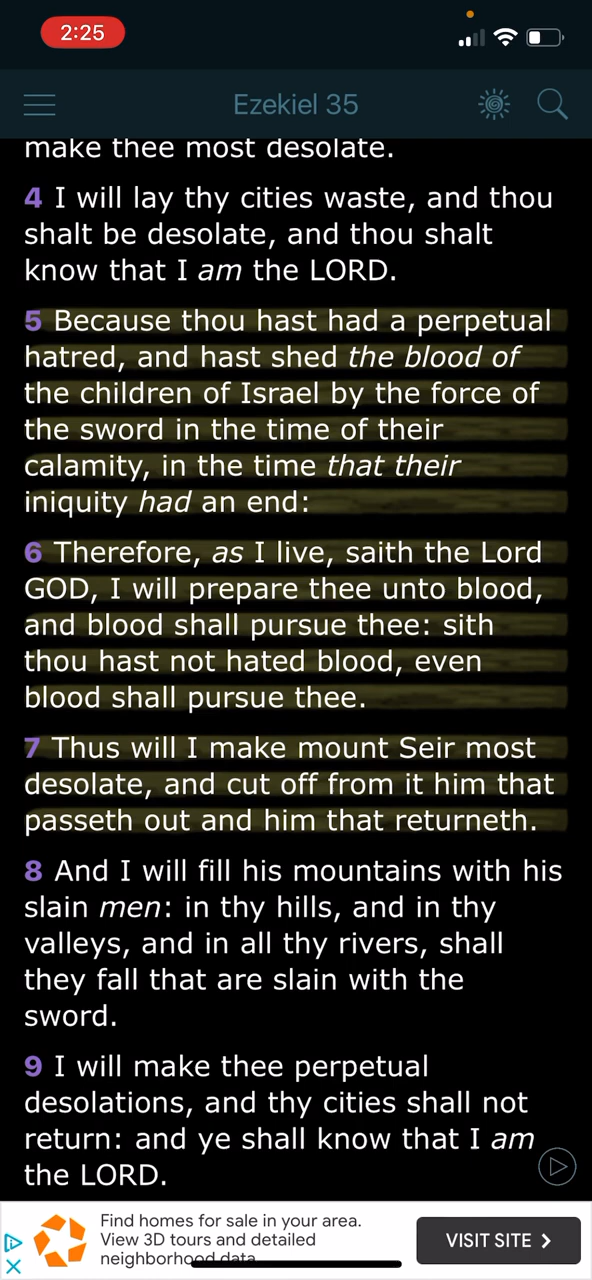 2:25
Ezekiel 35
make thee most desolate.
4 I will lay thy cities waste, and thou
shalt be desolate, and thou shalt
know that I am the LORD.
5 Because thou hast had a perpetual
hatred, and hast shed the blood of
the children of Israel by the force of
the sword in the time of their
calamity, in the time that their
iniquity had an end:
6 Therefore, as I live, saith the Lord
GOD, I will prepare thee unto blood,
and blood shall pursue thee: sith
thou hast not hated blood, even
blood shall pursue thee.
7 Thus will I make mount Seir most
desolate, and cut off from it him that
passeth out and him that returneth.
8 And I will fill his mountains with his
slain men: in thy hills, and in thy
valleys, and in all thy rivers, shall
they fall that are slain with the
sword.
9 I will make thee perpetual
desolations, and thy cities shall not
return: and ye shall know that I am
the LORD.
Find homes for sale in your area.
View 3D tours and detailed
neighborhood data
VISIT SITE